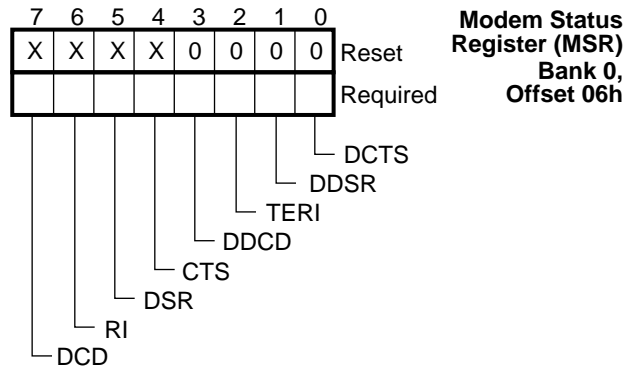 7 6 5 4 3 2 1 0
X X X X 0 0 0 0 Reset
Required
Modem Status
Register (MSR)
Bank 0,
Offset 06h
DCTS
DDSR
TERI
DDCD
CTS
DSR
RI
DCD